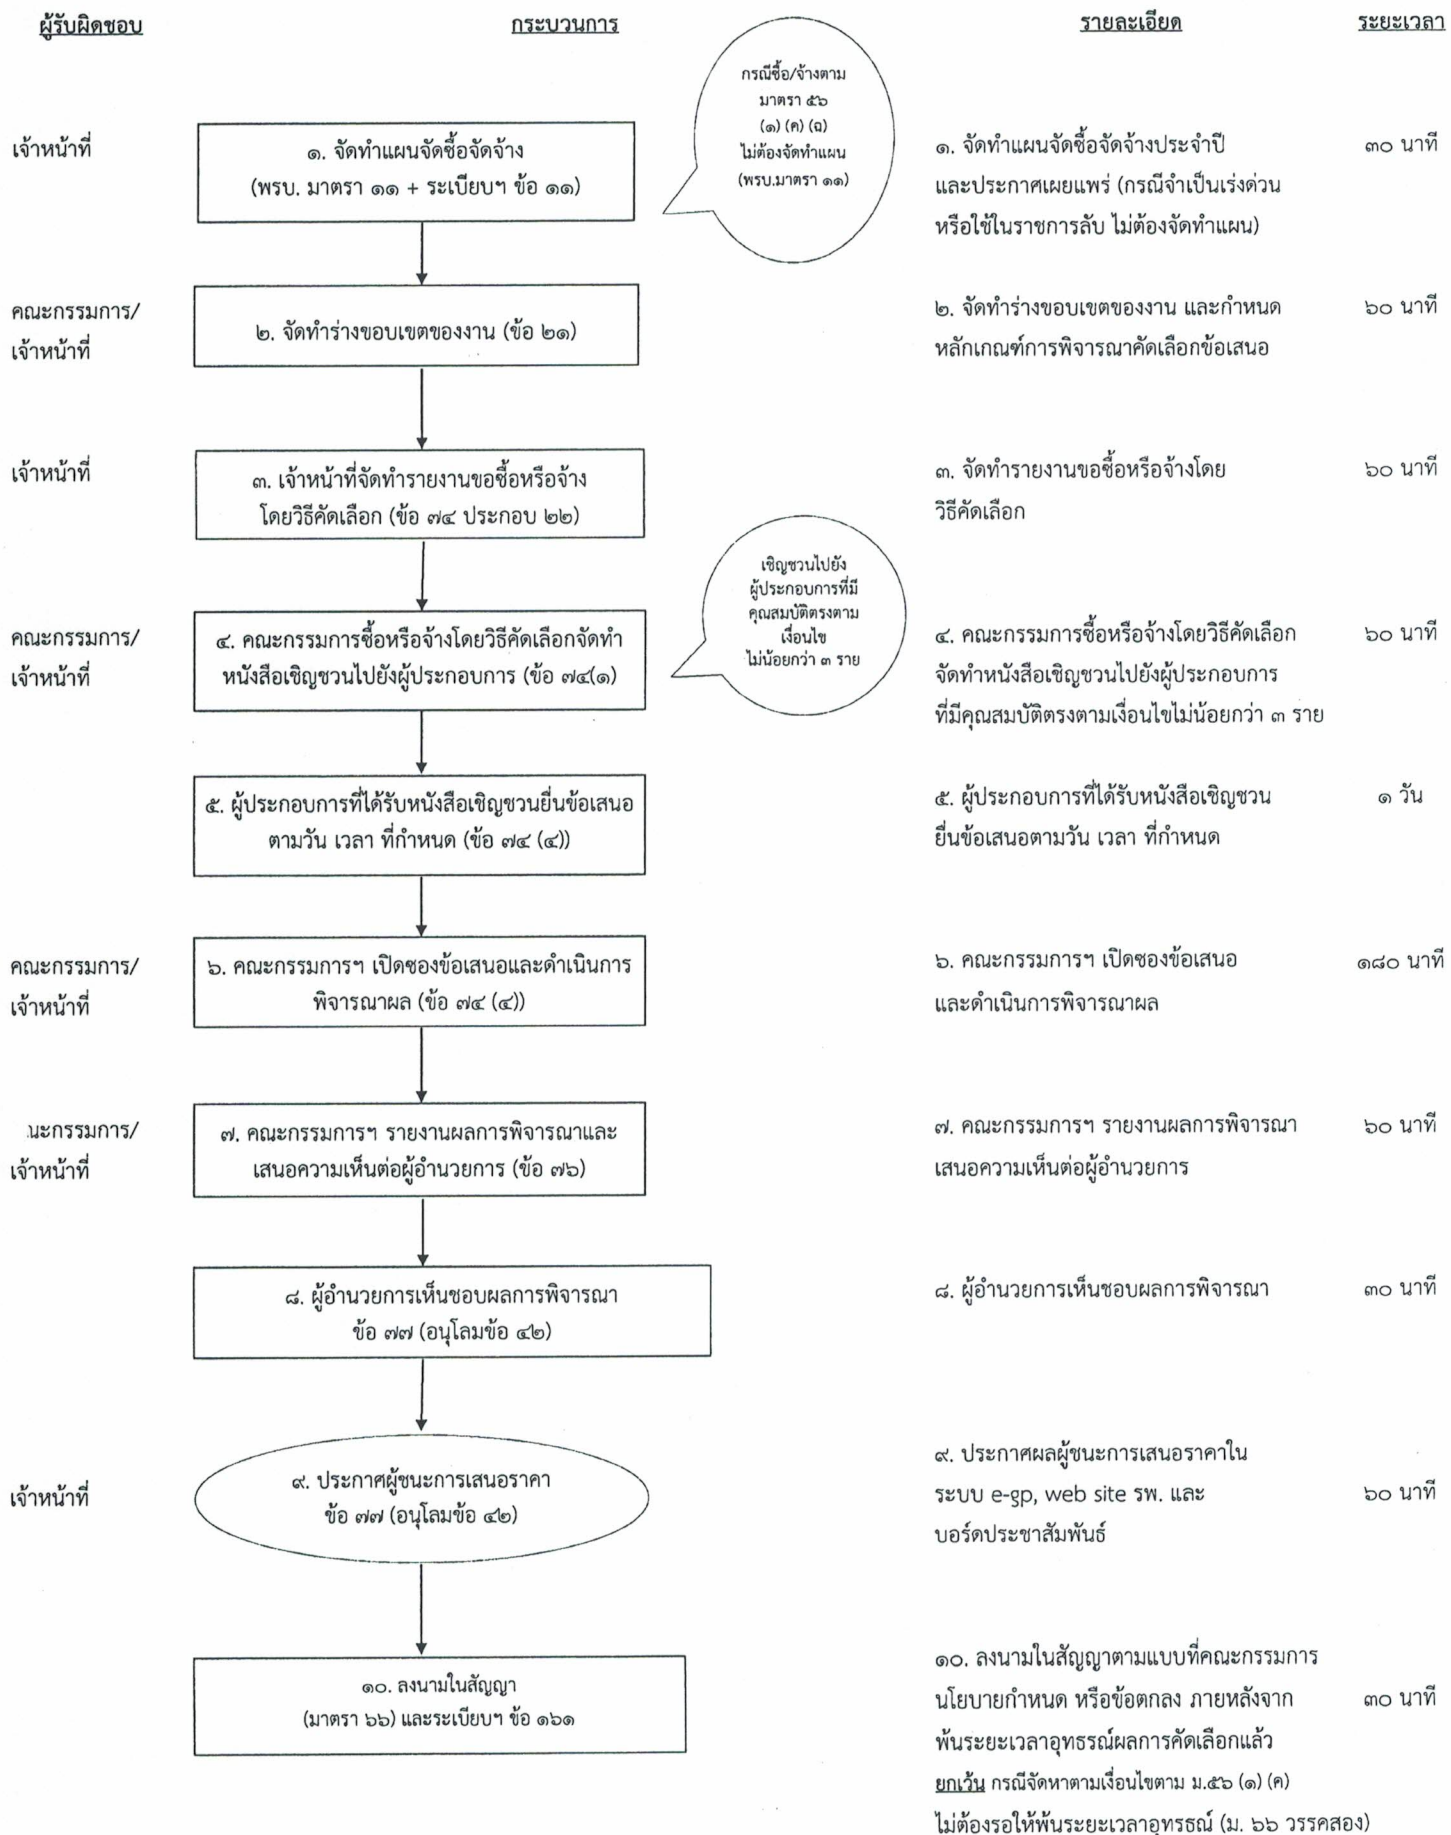 ผู้รับผิดชอบ
กระบวนการ
รายละเอียด
ระยะเวลา
กรณีซื้อ/จ้างตาม
มาตรา ๕๖
(๑) (ค) (ฉ)
ไม่ต้องจัดทำแผน
(พรบ.มาตรา ๑๑)
เจ้าหน้าที่
๑. จัดทำแผนจัดซื้อจัดจ้าง
(พรบ. มาตรา ๑๑ + ระเบียบฯ ข้อ ๑๑)
๑. จัดทำแผนจัดซื้อจัดจ้างประจำปี
และประกาศเผยแพร่ (กรณีจำเป็นเร่งด่วน
หรือใช้ในราชการลับ ไม่ต้องจัดทำแผน)
๓๐ นาที
คณะกรรมการ/
เจ้าหน้าที่
๒. จัดทำร่างขอบเขตของงาน (ข้อ ๒๑)
๒. จัดทำร่างขอบเขตของงาน และกำหนด
หลักเกณฑ์การพิจารณาคัดเลือกข้อเสนอ
๖๐ นาที
เจ้าหน้าที่
๓. เจ้าหน้าที่จัดทำรายงานขอซื้อหรือจ้าง
โดยวิธีคัดเลือก (ข้อ ๗๔ ประกอบ ๒๒)
๓. จัดทำรายงานขอซื้อหรือจ้างโดย
วิธีคัดเลือก
๖๐ นาที
เชิญชวนไปยัง
ผู้ประกอบการที่มี
คุณสมบัติตรงตาม
เงื่อนไข
ไม่น้อยกว่า ๓ ราย
คณะกรรมการ/
เจ้าหน้าที่
๔. คณะกรรมการซื้อหรือจ้างโดยวิธีคัดเลือกจัดทำ
หนังสือเชิญชวนไปยังผู้ประกอบการ (ข้อ ๗๔(๑)
๔. คณะกรรมการซื้อหรือจ้างโดยวิธีคัดเลือก
จัดทำหนังสือเชิญชวนไปยังผู้ประกอบการ
ที่มีคุณสมบัติตรงตามเงื่อนไขไม่น้อยกว่า ๓ ราย
๖๐ นาที
๕. ผู้ประกอบการที่ได้รับหนังสือเชิญชวนยื่นข้อเสนอ
ตามวัน เวลา ที่กำหนด (ข้อ ๗๔ (๔))
๕. ผู้ประกอบการที่ได้รับหนังสือเชิญชวน
ยื่นข้อเสนอตามวัน เวลา ที่กำหนด
๑ วัน
คณะกรรมการ/
เจ้าหน้าที่
๖. คณะกรรมการฯ เปิดซองข้อเสนอและดำเนินการ
พิจารณาผล (ข้อ ๗๔ (๔))
๖. คณะกรรมการฯ เปิดซองข้อเสนอ
และดำเนินการพิจารณาผล
๑๘๐ นาที
ณะกรรมการ/
เจ้าหน้าที่
๗. คณะกรรมการฯ รายงานผลการพิจารณาและ
เสนอความเห็นต่อผู้อำนวยการ (ข้อ ๗๖)
๗. คณะกรรมการฯ รายงานผลการพิจารณา
เสนอความเห็นต่อผู้อำนวยการ
๖๐ นาที
๘. ผู้อำนวยการเห็นชอบผลการพิจารณา
ข้อ ๗๗ (อนุโลมข้อ ๔๒)
๘. ผู้อำนวยการเห็นชอบผลการพิจารณา
๓๐ นาที
เจ้าหน้าที่
๙. ประกาศผู้ชนะการเสนอราคา
ข้อ ๗๗ (อนุโลมข้อ ๔๒)
๙. ประกาศผลผู้ชนะการเสนอราคาใน
ระบบ e-gp, web site รพ. และ
บอร์ดประชาสัมพันธ์
๖๐ นาที
๑๐. ลงนามในสัญญา
(มาตรา ๖๖) และระเบียบฯ ข้อ ๑๖๑
๑๐. ลงนามในสัญญาตามแบบที่คณะกรรมการ
นโยบายกำหนด หรือข้อตกลง ภายหลังจาก
พ้นระยะเวลาอุทธรณ์ผลการคัดเลือกแล้ว
ยกเว้น กรณีจัดหาตามเงื่อนไขตาม ม.๕๖ (๑) (ค)
ไม่ต้องรอให้พ้นระยะเวลาอุทธรณ์ (ม. ๖๖ วรรคสอง)
๓๐ นาที